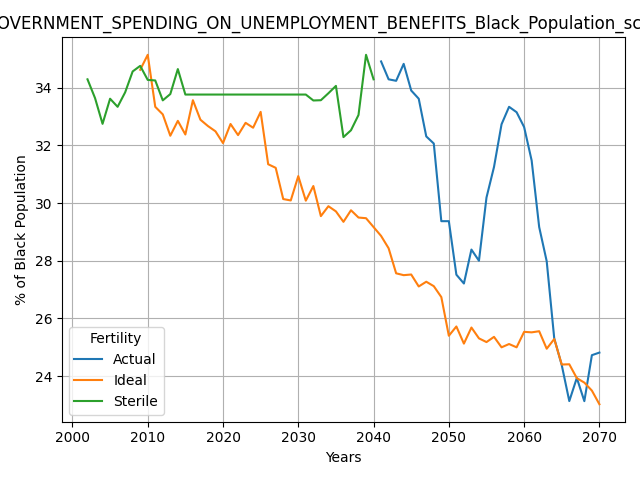 OVERNMENT_SPENDING_ON_UNEMPLOYMENT_BENEFITS_Black_Population_sc
% of Black Population
34
32
30
28
26
24
Fertility
Actual
Ideal
Sterile
2000 2010 2020 2030 2040 2050 2060 2070
Years